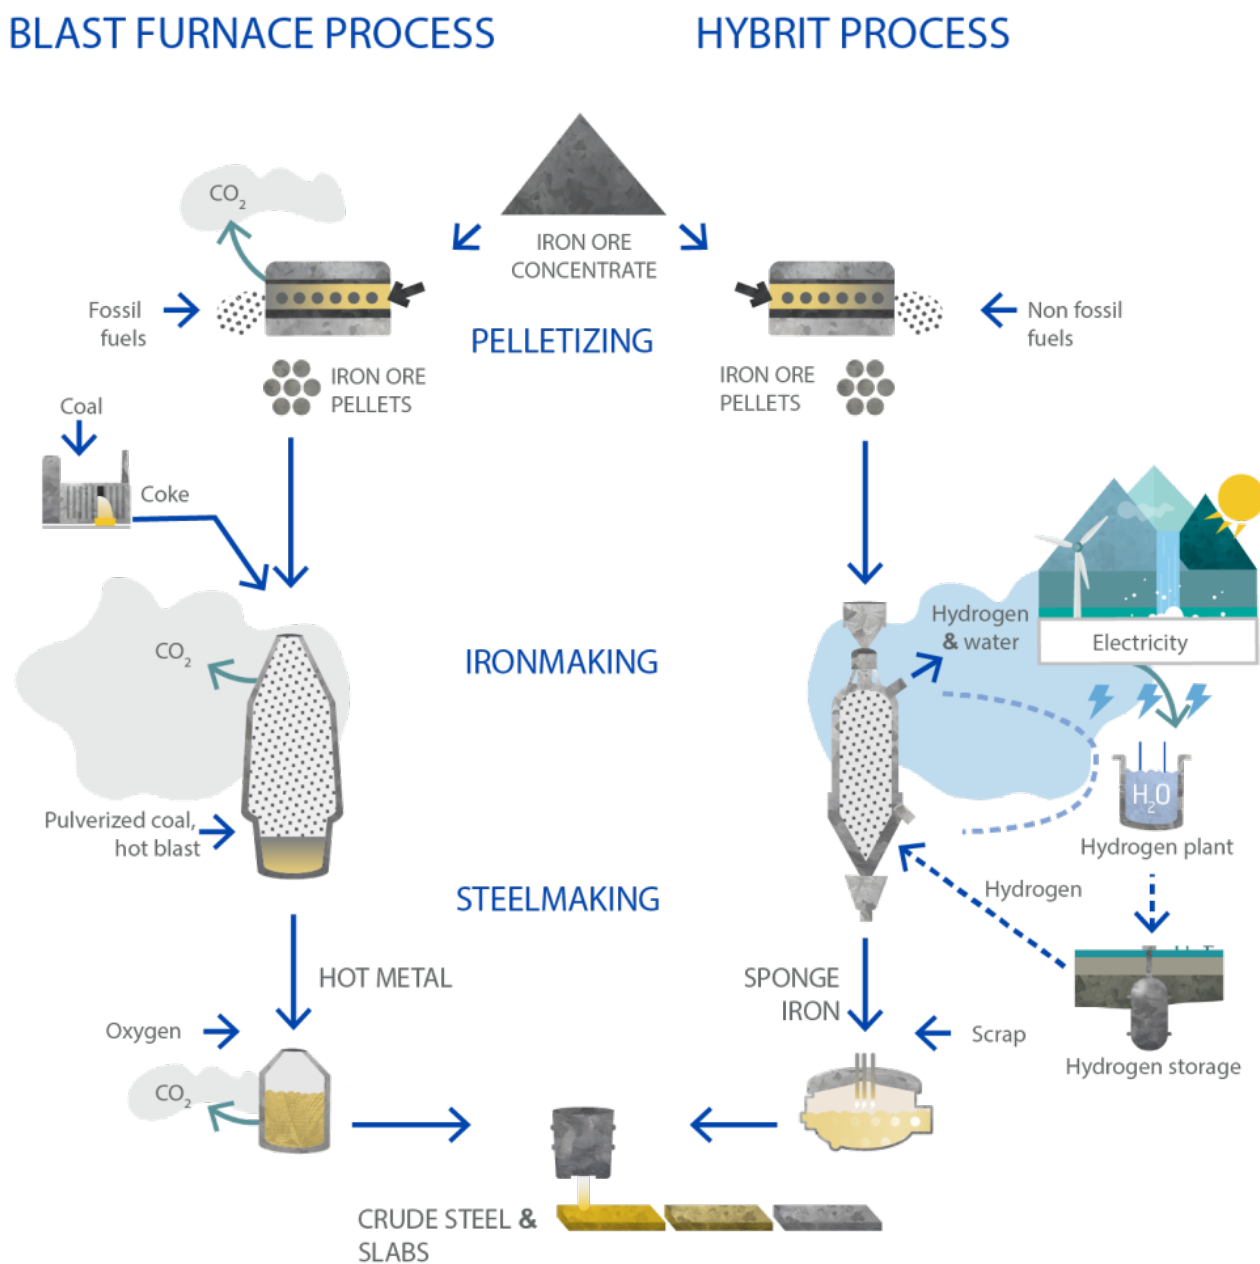 BLAST FURNACE PROCESS
HYBRIT PROCESS
CO2
IRON ORE
CONCENTRATE
Fossil
fuels
Non fossil
fuels
PELLETIZING
IRON ORE
PELLETS
IRON ORE
PELLETS
Coal
Coke
CO2
IRONMAKING
Hydrogen
& water
Electricity
Pulverized coal,
hot blast
H2O
Hydrogen plant
STEELMAKING
Hydrogen
HOT METAL
SPONGE
IRON
Oxygen
Scrap
Hydrogen storage
CO2
CRUDE STEEL &
SLABS